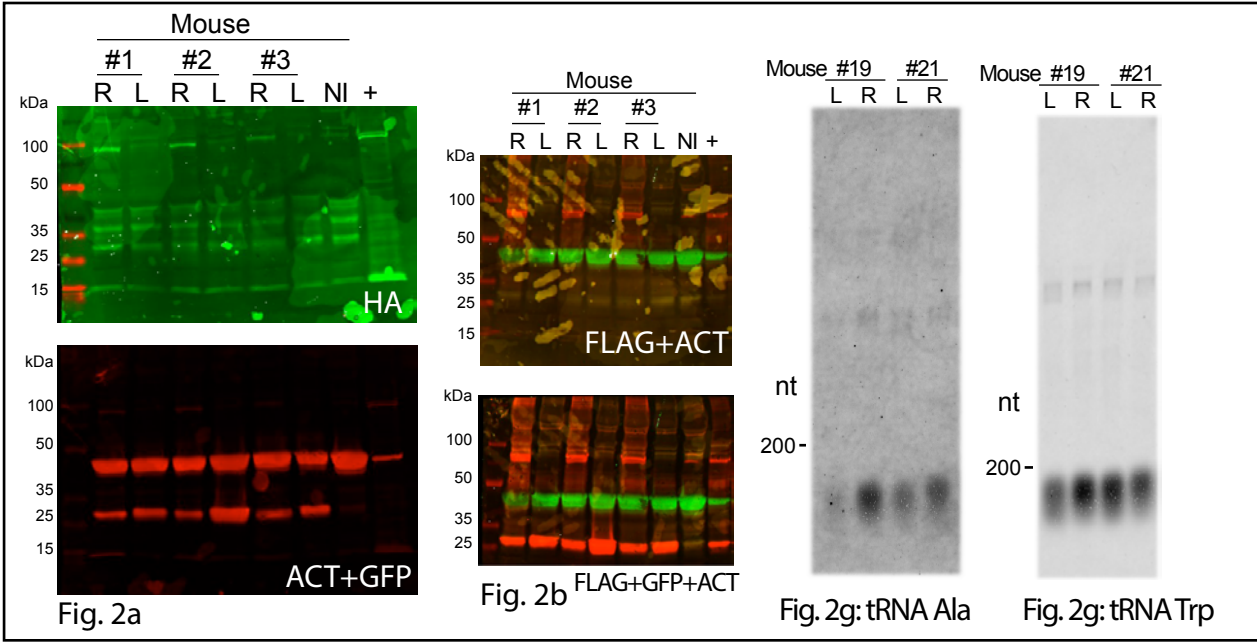 Mouse
#1 #2 #3
R L R L R L NI +
kDa
100
50
35
25
15
HA
kDa
100
50
35
25
15
ACT+GFP
Fig. 2a
Mouse
#1 #2 #3
R L R L R L NI +
kDa
100
50
35
25
15
FLAG+ACT
kDa
100
50
35
25
Fig. 2b FLAG+GFP+ACT
Mouse #19 #21
L R L R
nt
200
Fig. 2g: tRNA Ala
Mouse #19 #21
L R L R
nt
200
Fig. 2g: tRNA Trp